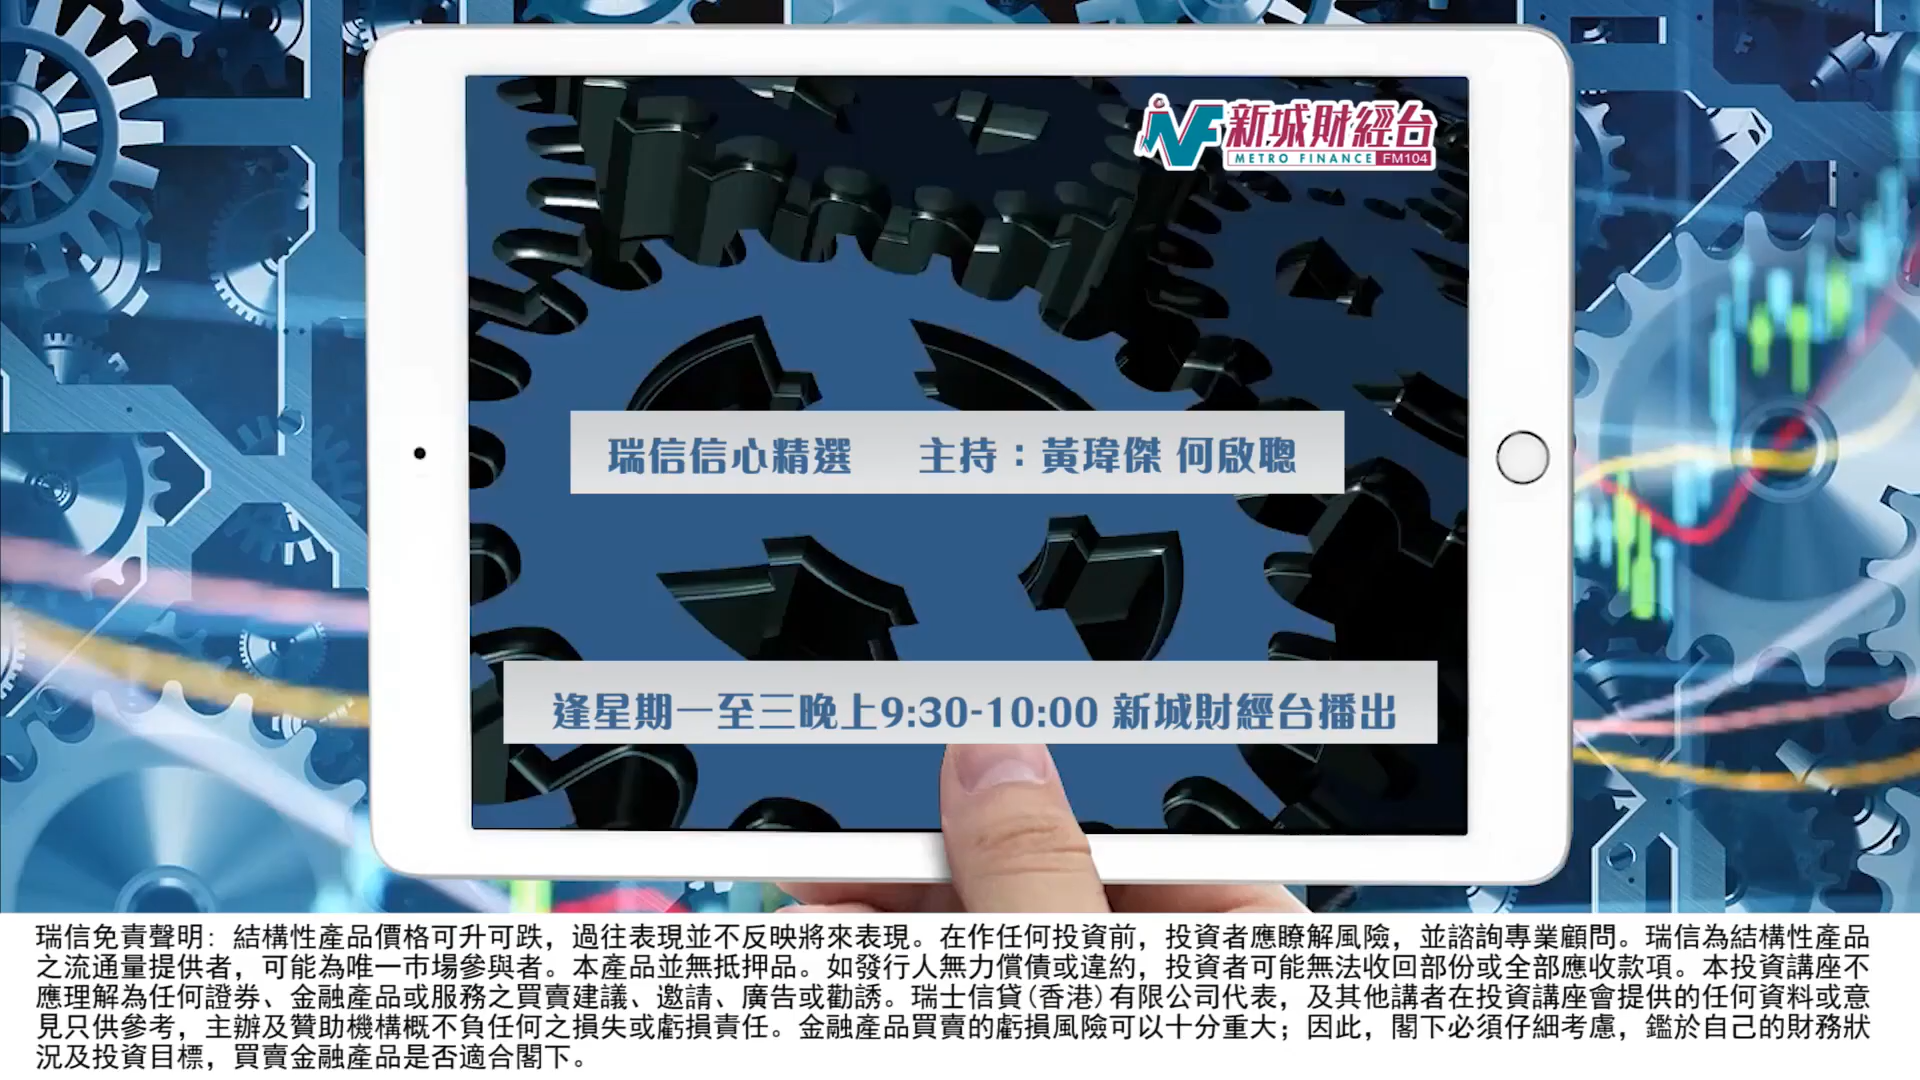 新城財經台
METRO FINANCE FM104
瑞信信心精選 主持：黃瑋傑 何啟聰
逢星期一至三晚上9:30-10:00 新城財經台播出
瑞信免責聲明: 結構性產品價格可升可跌，過往表現並不反映將來表現。在作任何投資前，投資者應瞭解風險，並諮詢專業顧問。瑞信為結構性產品
之流通量提供者，可能為唯一市場參與者。本產品並無抵押品。如發行人無力償債或違約，投資者可能無法收回部份或全部應收款項。本投資講座不
應理解為任何證券、金融產品或服務之買賣建議、邀請、廣告或勸誘。瑞士信貸(香港)有限公司代表，及其他講者在投資講座會提供的任何資料或意
見只供參考，主辦及贊助機構概不負任何之損失或虧損責任。金融產品買賣的虧損風險可以十分重大；因此，閣下必須仔細考慮，鑑於自己的財務狀
況及投資目標，買賣金融產品是否適合閣下。